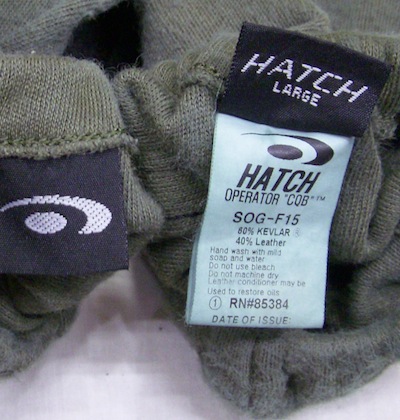 HATCH
LARGE
HATCH
OPERATOR "COB"™
SOG-F15
60% KEVLAR ®
40% Leather
Hand wash with mild
soap and water
Do not use bleach
Do not machine dry
Leather conditioner may be
Used to restore oils
① RN#85384
DATE OF ISSUE: